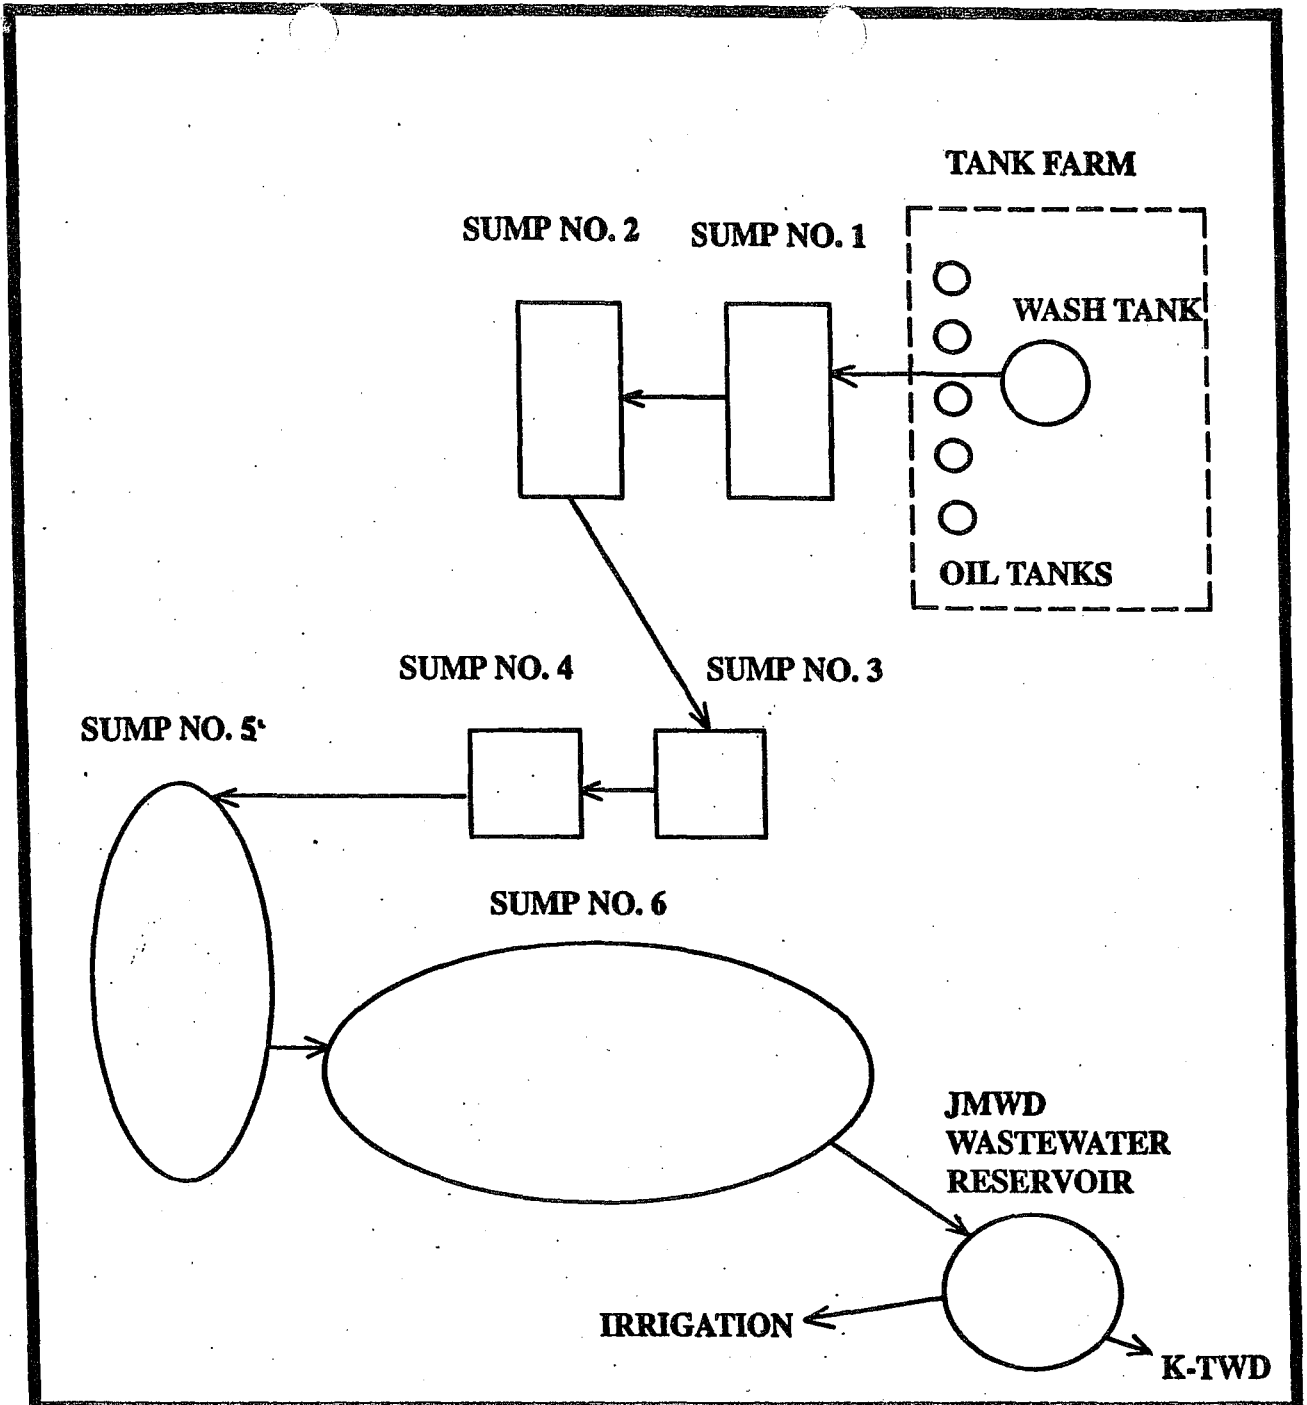 TANK FARM
SUMP NO. 2
SUMP NO. 1
WASH TANK
OIL TANKS
SUMP NO. 4
SUMP NO. 3
SUMP NO. 5
SUMP NO. 6
JMWD
WASTEWATER
RESERVOIR
IRRIGATION
K-TWD